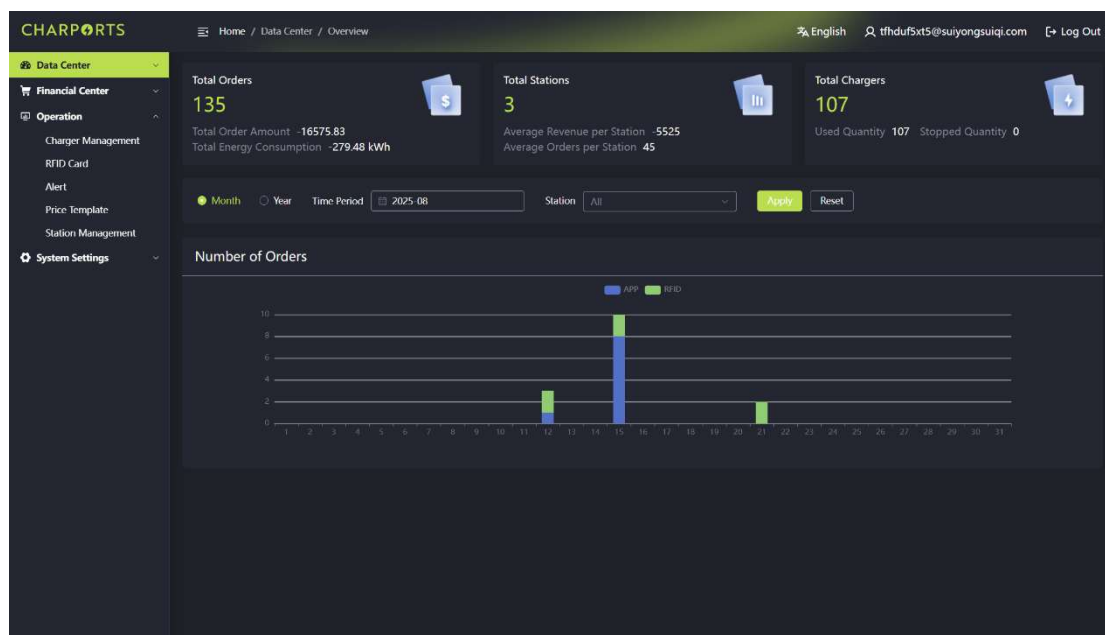 CHARPORTS
Home / Data Center / Overview
English
tfhduf5xt5@suiyongsuiqi.com
Log Out
Data Center
Financial Center
Operation
Charger Management
RFID Card
Alert
Price Template
Station Management
System Settings
Total Orders
135
Total Order Amount -16575.83
Total Energy Consumption -279.48 kWh
Total Stations
3
Average Revenue per Station -5525
Average Orders per Station 45
Total Chargers
107
Used Quantity 107 Stopped Quantity 0
Month Year Time Period 2025-08 Station All Apply Reset
Number of Orders
APP RFID
10
8
6
4
2
0
1 2 3 4 5 6 7 8 9 10 11 12 13 14 15 16 17 18 19 20 21 22 23 24 25 26 27 28 29 30 31